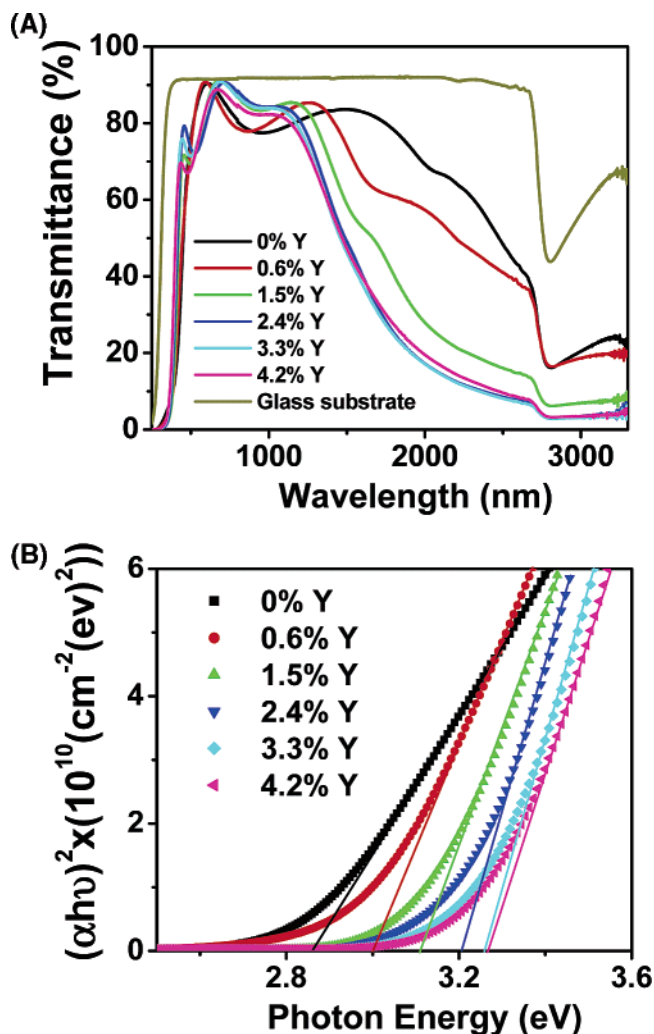 (A)
Transmittance (%)
100
80
60
40
20
0
0% Y
0.6% Y
1.5% Y
2.4% Y
3.3% Y
4.2% Y
Glass substrate
1000
2000
3000
Wavelength (nm)
(B)
(αhυ)²x(10¹⁰(cm⁻²(ev)²))
6
4
2
0
0% Y
0.6% Y
1.5% Y
2.4% Y
3.3% Y
4.2% Y
2.8
3.2
3.6
Photon Energy (eV)